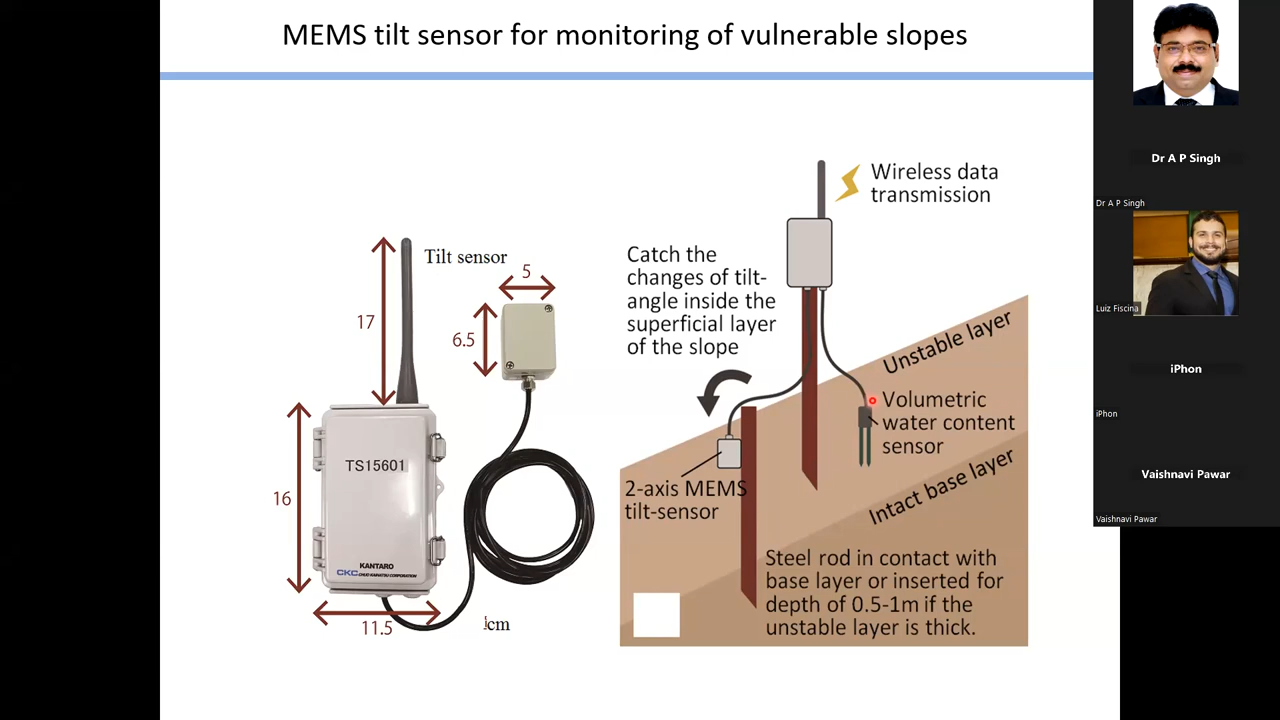 MEMS tilt sensor for monitoring of vulnerable slopes
Tilt sensor
5
17
6.5
TS15601
16
KANTARO
CKC CHUO KAIHATSU CORPORATION
11.5
cm
Wireless data
transmission
Catch the
changes of tilt-
angle inside the
superficial layer
of the slope
Unstable layer
Volumetric
water content
sensor
2-axis MEMS
tilt-sensor
Intact base layer
Steel rod in contact with
base layer or inserted for
depth of 0.5-1m if the
unstable layer is thick.
Dr A P Singh
Dr A P Singh
Luiz Fiscina
iPhon
iPhon
Vaishnavi Pawar
Vaishnavi Pawar